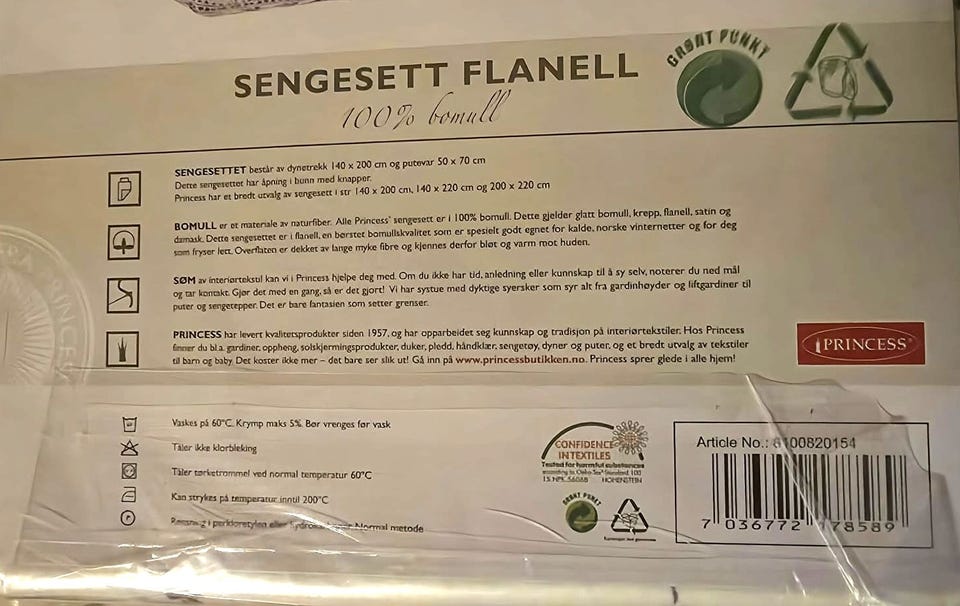 SENGESETT FLANELL
100% bomull
GRØNT PUNKT
SENGESETTET består av dynetrekk 140 x 200 cm og putevar 50 x 70 cm
Dette sengesettet har åpning i bunn med knapper.
Princess har et bredt utvalg av sengesett i str 140 x 200 cm, 140 x 220 cm og 200 x 220 cm
BOMULL er et materiale av naturfiber. Alle Princess' sengesett er i 100% bomull. Dette gjelder glatt bomull, krepp, flanell, satin og
damask. Dette sengesettet er i flanell, en børstet bomullskvalitet som er spesielt godt egnet for kalde, norske vinternetter og for deg
som fryser lett. Overflaten er dekket av lange myke fibre og kjennes derfor bløt og varm mot huden.
SØM av interiørtekstil kan vi i Princess hjelpe deg med. Om du ikke har tid, anledning eller kunnskap til å sy selv, noterer du ned mål
og tar kontakt. Gjør det med en gang, så er det gjort! Vi har systue med dyktige syersker som syr alt fra gardinhøyder og liftgardiner til
puter og sengetepper. Det er bare fantasien som setter grenser.
PRINCESS har levert kvalitetsprodukter siden 1957, og har opparbeidet seg kunnskap og tradisjon på interiørtekstiler. Hos Princess
finner du bl.a. gardiner, oppheng, solskjermingsprodukter, duker, pledd, håndklær, sengetøy, dyner og puter, og et bredt utvalg av tekstiler
til barn og baby. Det koster ikke mer – det bare ser slik ut! Gå inn på www.princessbutikken.no. Princess sprer glede i alle hjem!
PRINCESS®
Vaskes på 60°C. Krymp maks 5%. Bør vrenges før vask
Tåler ikke klorbleking
Tåler tørketrommel ved normal temperatur 60°C
Kan strykes på temperatur inntil 200°C
Rensning i perkloretylen eller Normal metode
CONFIDENCE
IN TEXTILES
Tested for harmful substances
according to Oeko-Tex® Standard 100
HOHENSTEIN
GRØNT PUNKT
Article No.: 8100820154
7 036772 178589